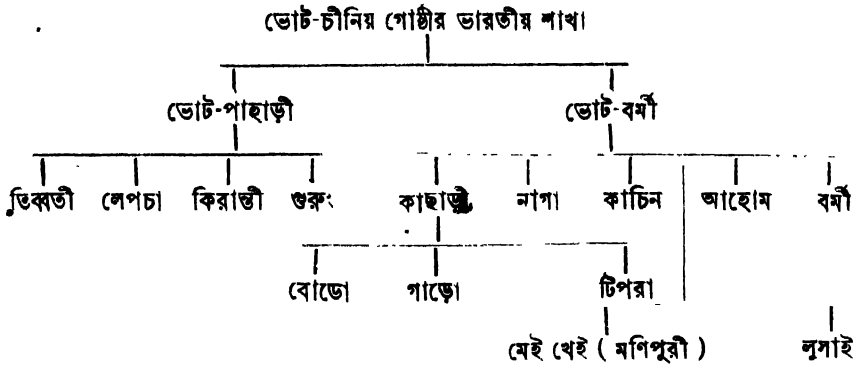 ভোট-চীনিয় গোষ্ঠীর ভারতীয় শাখা
ভোট-পাহাড়ী ভোট-বর্মী
তিব্বতী লেপচা কিরান্তী গুরুং কাছাড়ী নাগা কাচিন আহোম বর্মী
বোডো গাড়ো টিপরা
মেই থেই ( মণিপুরী ) লুসাই